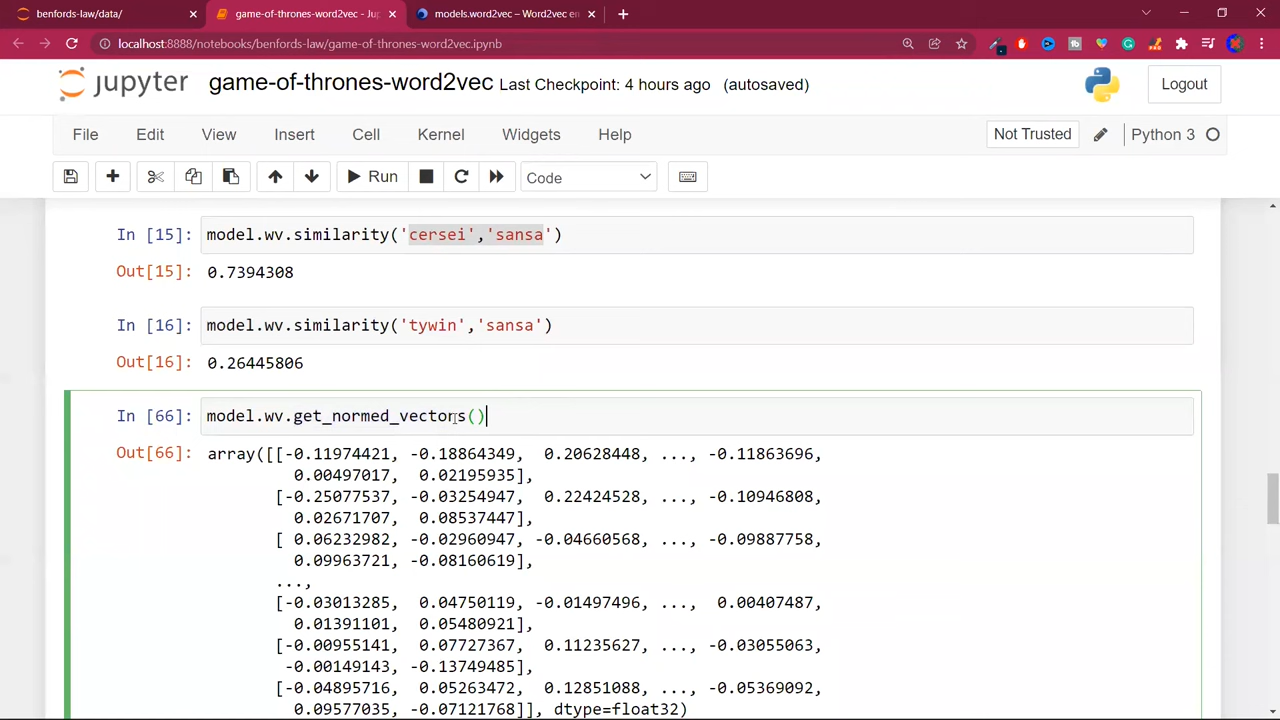 benfords-law/data/
game-of-thrones-word2vec - Ju
models.word2vec – Word2vec en
localhost:8888/notebooks/benfords-law/game-of-thrones-word2vec.ipynb
jupyter game-of-thrones-word2vec Last Checkpoint: 4 hours ago (autosaved)
Logout
File Edit View Insert Cell Kernel Widgets Help
Not Trusted Python 3
Run Code
In [15]: model.wv.similarity('cersei','sansa')
Out[15]: 0.7394308
In [16]: model.wv.similarity('tywin','sansa')
Out[16]: 0.26445806
In [66]: model.wv.get_normed_vectors()
Out[66]: array([[-0.11974421, -0.18864349, 0.20628448, ..., -0.11863696,
0.00497017, 0.02195935],
[-0.25077537, -0.03254947, 0.22424528, ..., -0.10946808,
0.02671707, 0.08537447],
[ 0.06232982, -0.02960947, -0.04660568, ..., -0.09887758,
0.09963721, -0.08160619],
...,
[-0.03013285, 0.04750119, -0.01497496, ..., 0.00407487,
0.01391101, 0.05480921],
[-0.00955141, 0.07727367, 0.11235627, ..., -0.03055063,
-0.00149143, -0.13749485],
[-0.04895716, 0.05263472, 0.12851088, ..., -0.05369092,
0.09577035, -0.07121768]], dtype=float32)